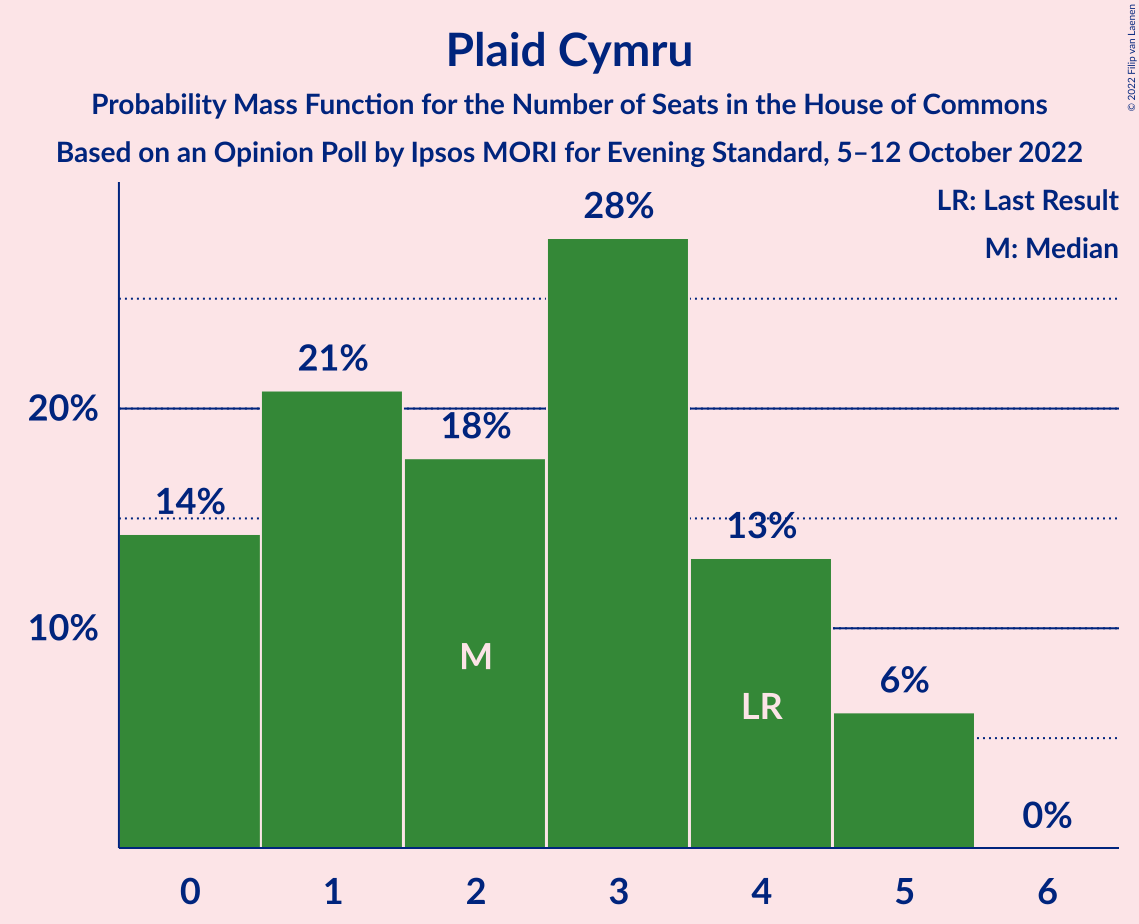 Plaid Cymru
Probability Mass Function for the Number of Seats in the House of Commons
Based on an Opinion Poll by Ipsos MORI for Evening Standard, 5–12 October 2022
© 2022 Filip van Laenen
LR: Last Result
M: Median
28%
21%
20%
18%
14%
13%
10%
M
6%
LR
0%
0 1 2 3 4 5 6